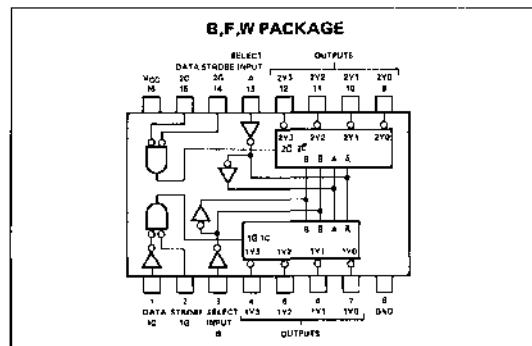 B,F,W PACKAGE
SELECT OUTPUTS
DATA STROBE INPUT
VCC 2C 2G A 2Y3 2Y2 2Y1 2Y0
16 15 14 13 12 11 10 9
2Y3 2Y2 2Y1 2Y0
B B A A
B B A A
1G 1C
1Y3 1Y2 1Y1 1Y0
1 2 3 4 5 6 7 8
DATA STROBE SELECT 1Y3 1Y2 1Y1 1Y0 GND
1C 1G INPUT
B OUTPUTS